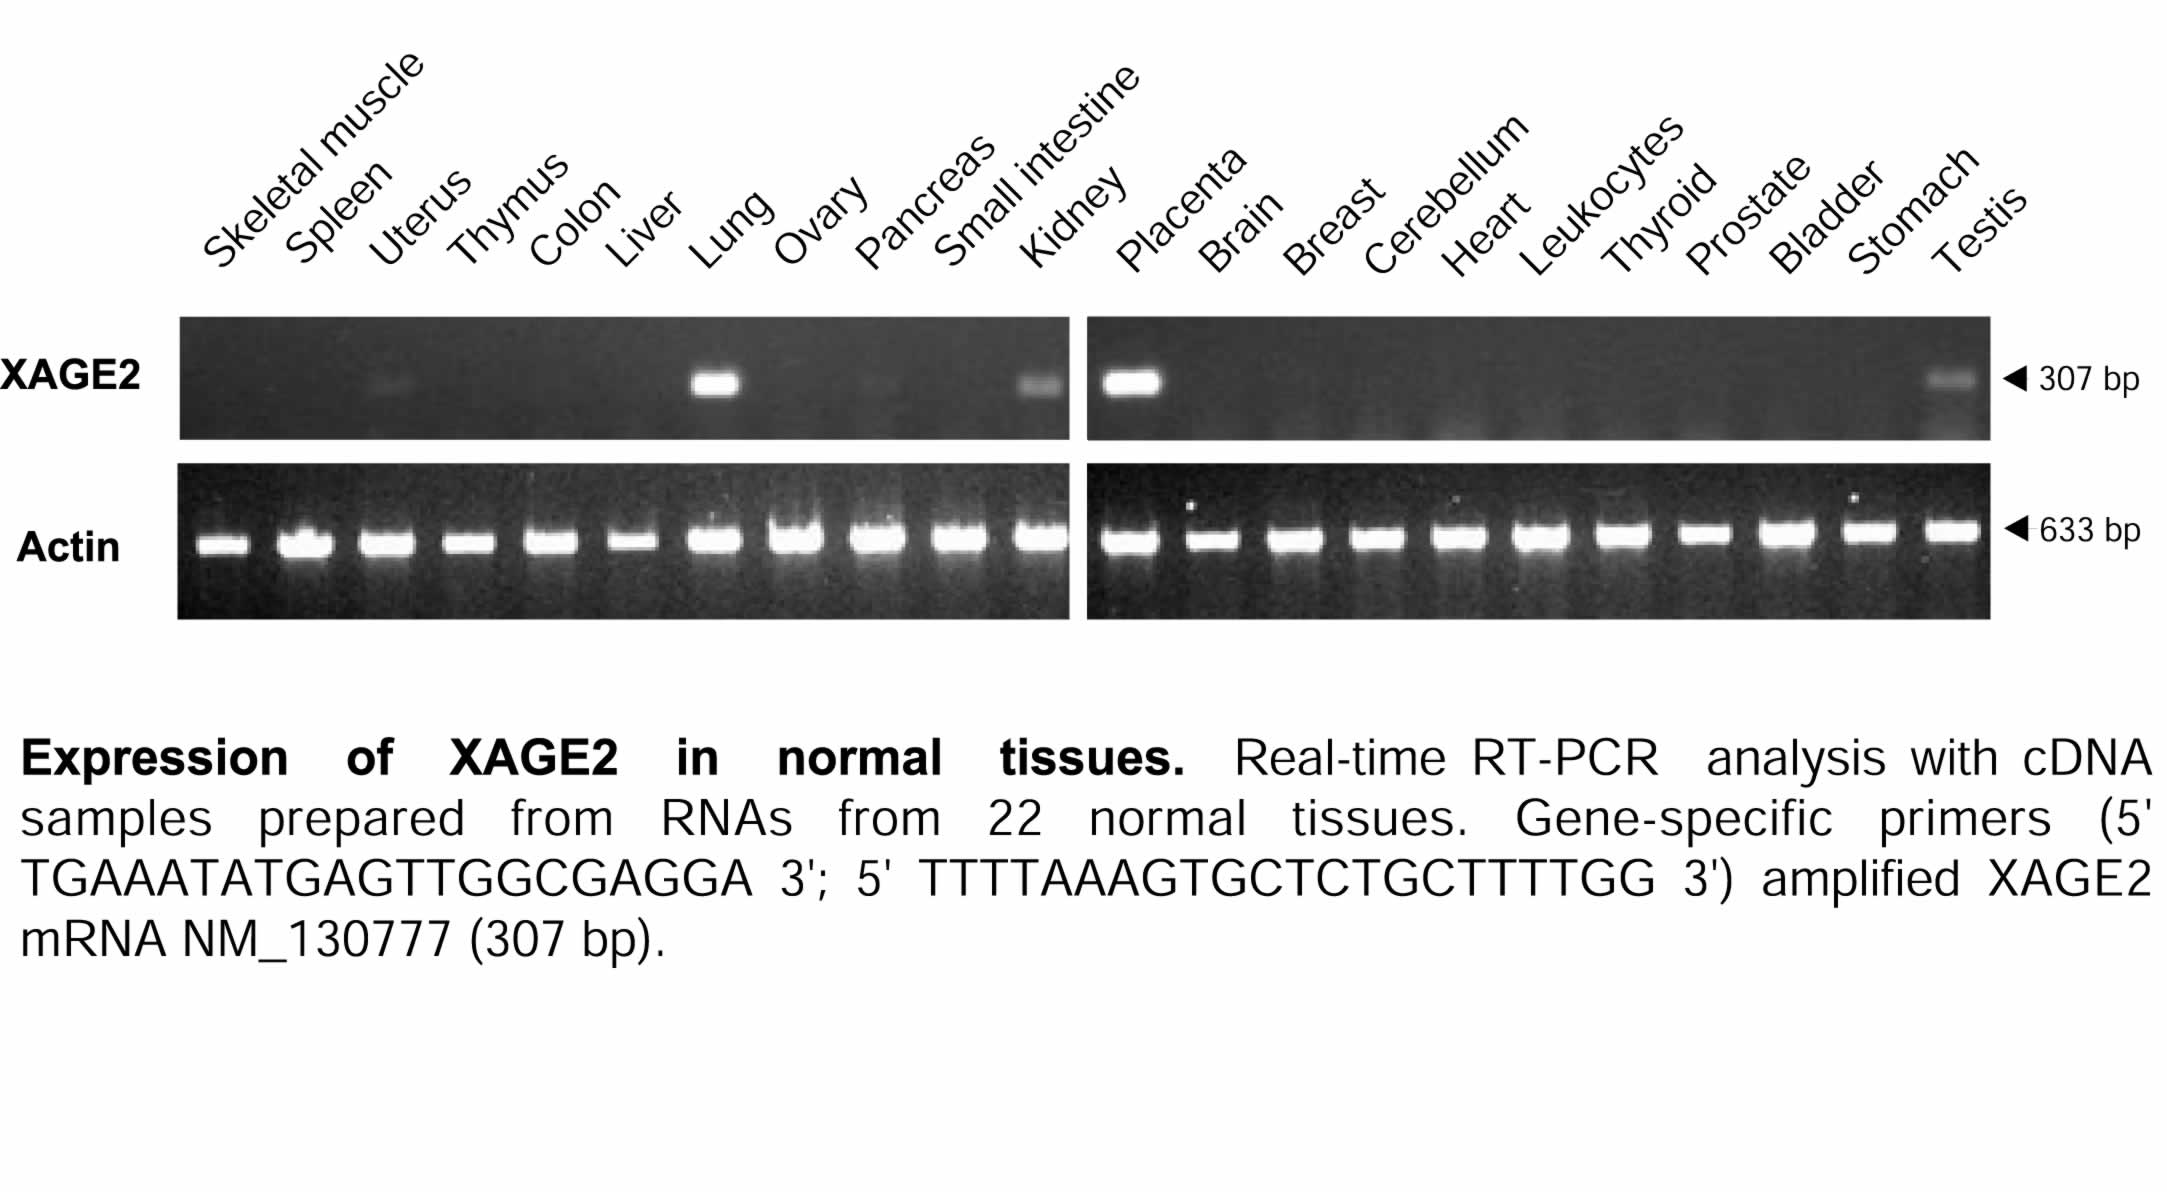 Skeletal muscle
Spleen
Uterus
Thymus
Colon
Liver
Lung
Ovary
Pancreas
Small intestine
Kidney
Placenta
Brain
Breast
Cerebellum
Heart
Leukocytes
Thyroid
Prostate
Bladder
Stomach
Testis
XAGE2
307 bp
Actin
633 bp
Expression of XAGE2 in normal tissues. Real-time RT-PCR analysis with cDNA
samples prepared from RNAs from 22 normal tissues. Gene-specific primers (5'
TGAAATATGAGTTGGCGAGGA 3'; 5' TTTTAAAGTGCTCTGCTTTTGG 3') amplified XAGE2
mRNA NM_130777 (307 bp).